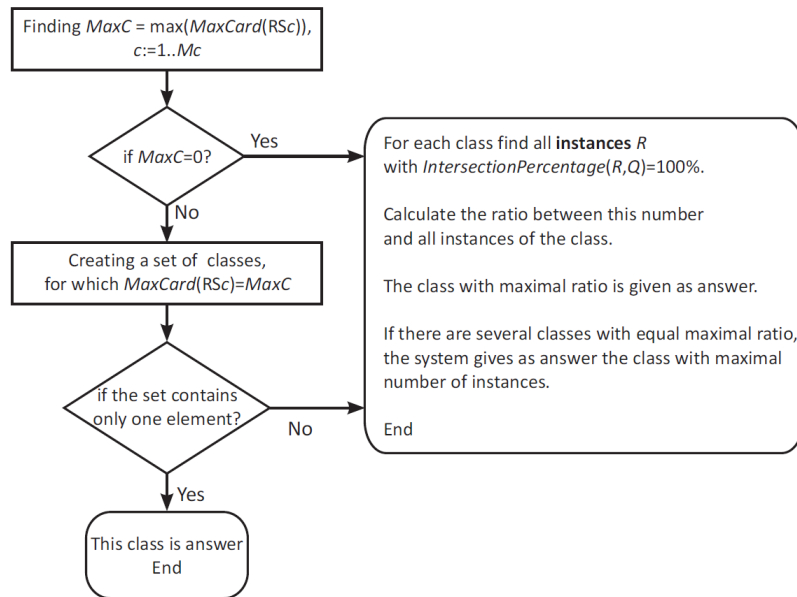 Finding MaxC = max(MaxCard(RSc)),
c:=1..Mc
if MaxC=0?
Yes
No
Creating a set of classes,
for which MaxCard(RSc)=MaxC
if the set contains
only one element?
No
Yes
This class is answer
End
For each class find all instances R
with IntersectionPercentage(R,Q)=100%.
Calculate the ratio between this number
and all instances of the class.
The class with maximal ratio is given as answer.
If there are several classes with equal maximal ratio,
the system gives as answer the class with maximal
number of instances.
End